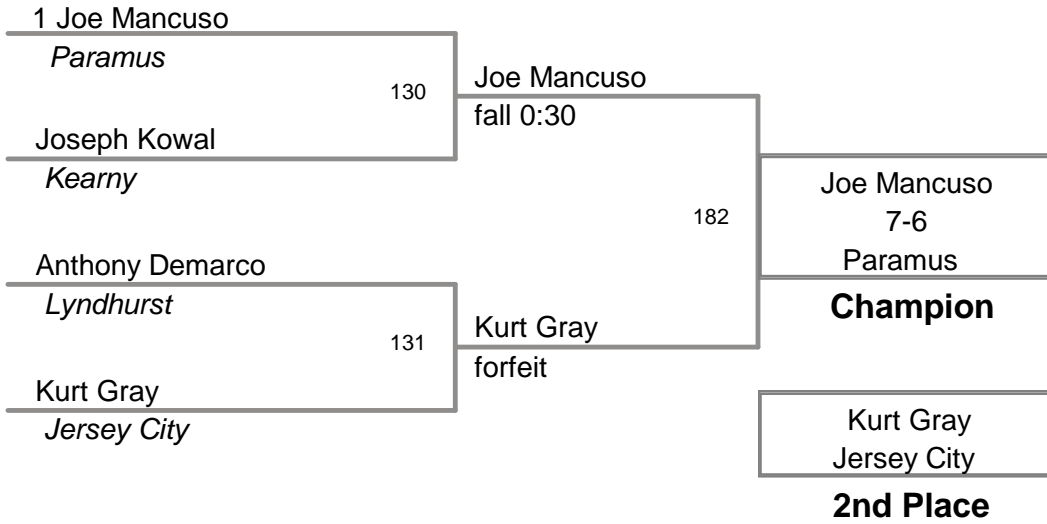 1 Joe Mancuso
Paramus
130
Joseph Kowal
Kearny
Joe Mancuso
fall 0:30
Anthony Demarco
Lyndhurst
131
Kurt Gray
Jersey City
Kurt Gray
forfeit
182
Joe Mancuso
7-6
Paramus
Champion
Kurt Gray
Jersey City
2nd Place